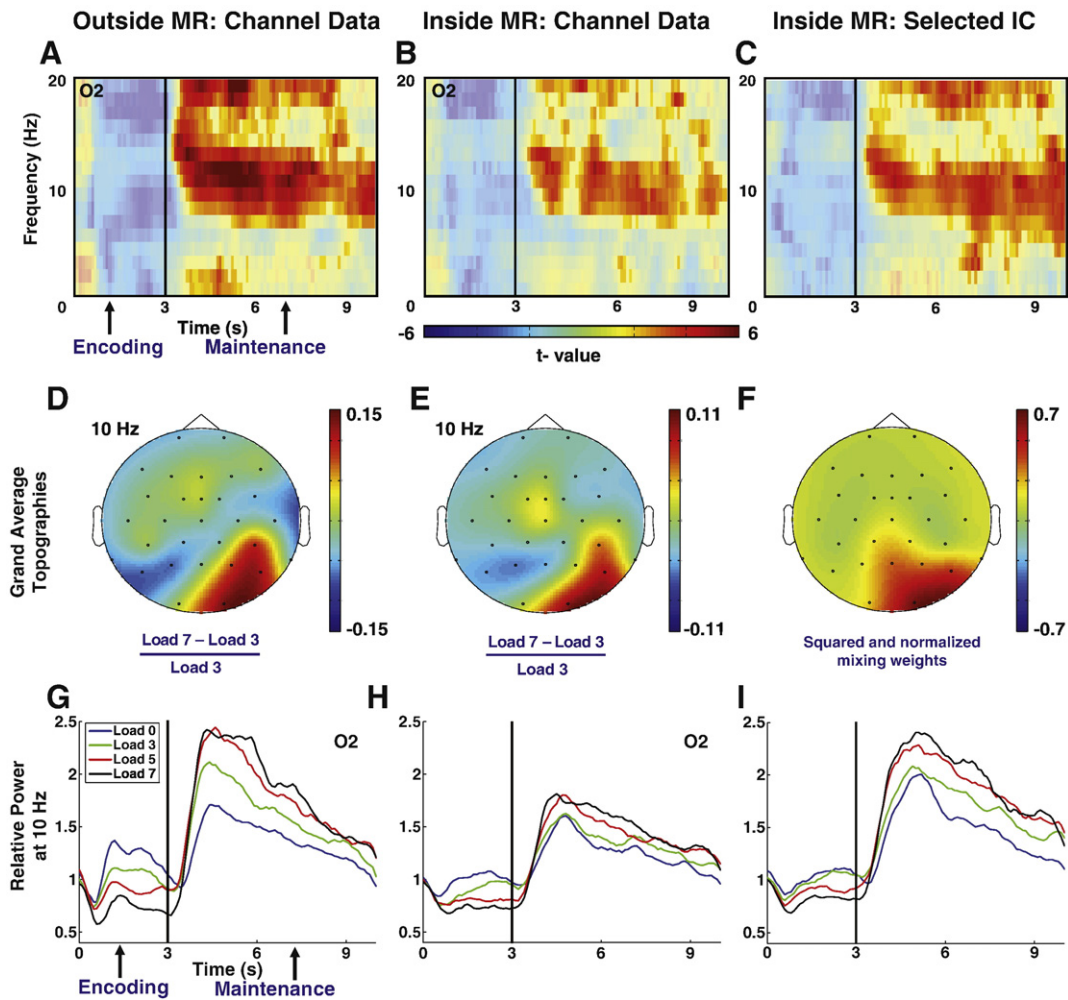 Outside MR: Channel Data
Inside MR: Channel Data
Inside MR: Selected IC
A
B
C
Frequency (Hz)
20
10
0
O2
3
6
9
Time (s)
Encoding
Maintenance
20
10
0
O2
3
6
9
-6
6
t- value
20
10
0
3
6
9
Grand Average
Topographies
D
10 Hz
0.15
-0.15
Load 7 – Load 3
Load 3
E
10 Hz
0.11
-0.11
Load 7 – Load 3
Load 3
F
0.7
-0.7
Squared and normalized
mixing weights
Relative Power
at 10 Hz
G
2.5
2
1.5
1
0.5
Load 0
Load 3
Load 5
Load 7
O2
0
3
6
9
Time (s)
Encoding
Maintenance
H
2.5
2
1.5
1
0.5
O2
0
3
6
9
I
2.5
2
1.5
1
0.5
0
3
6
9